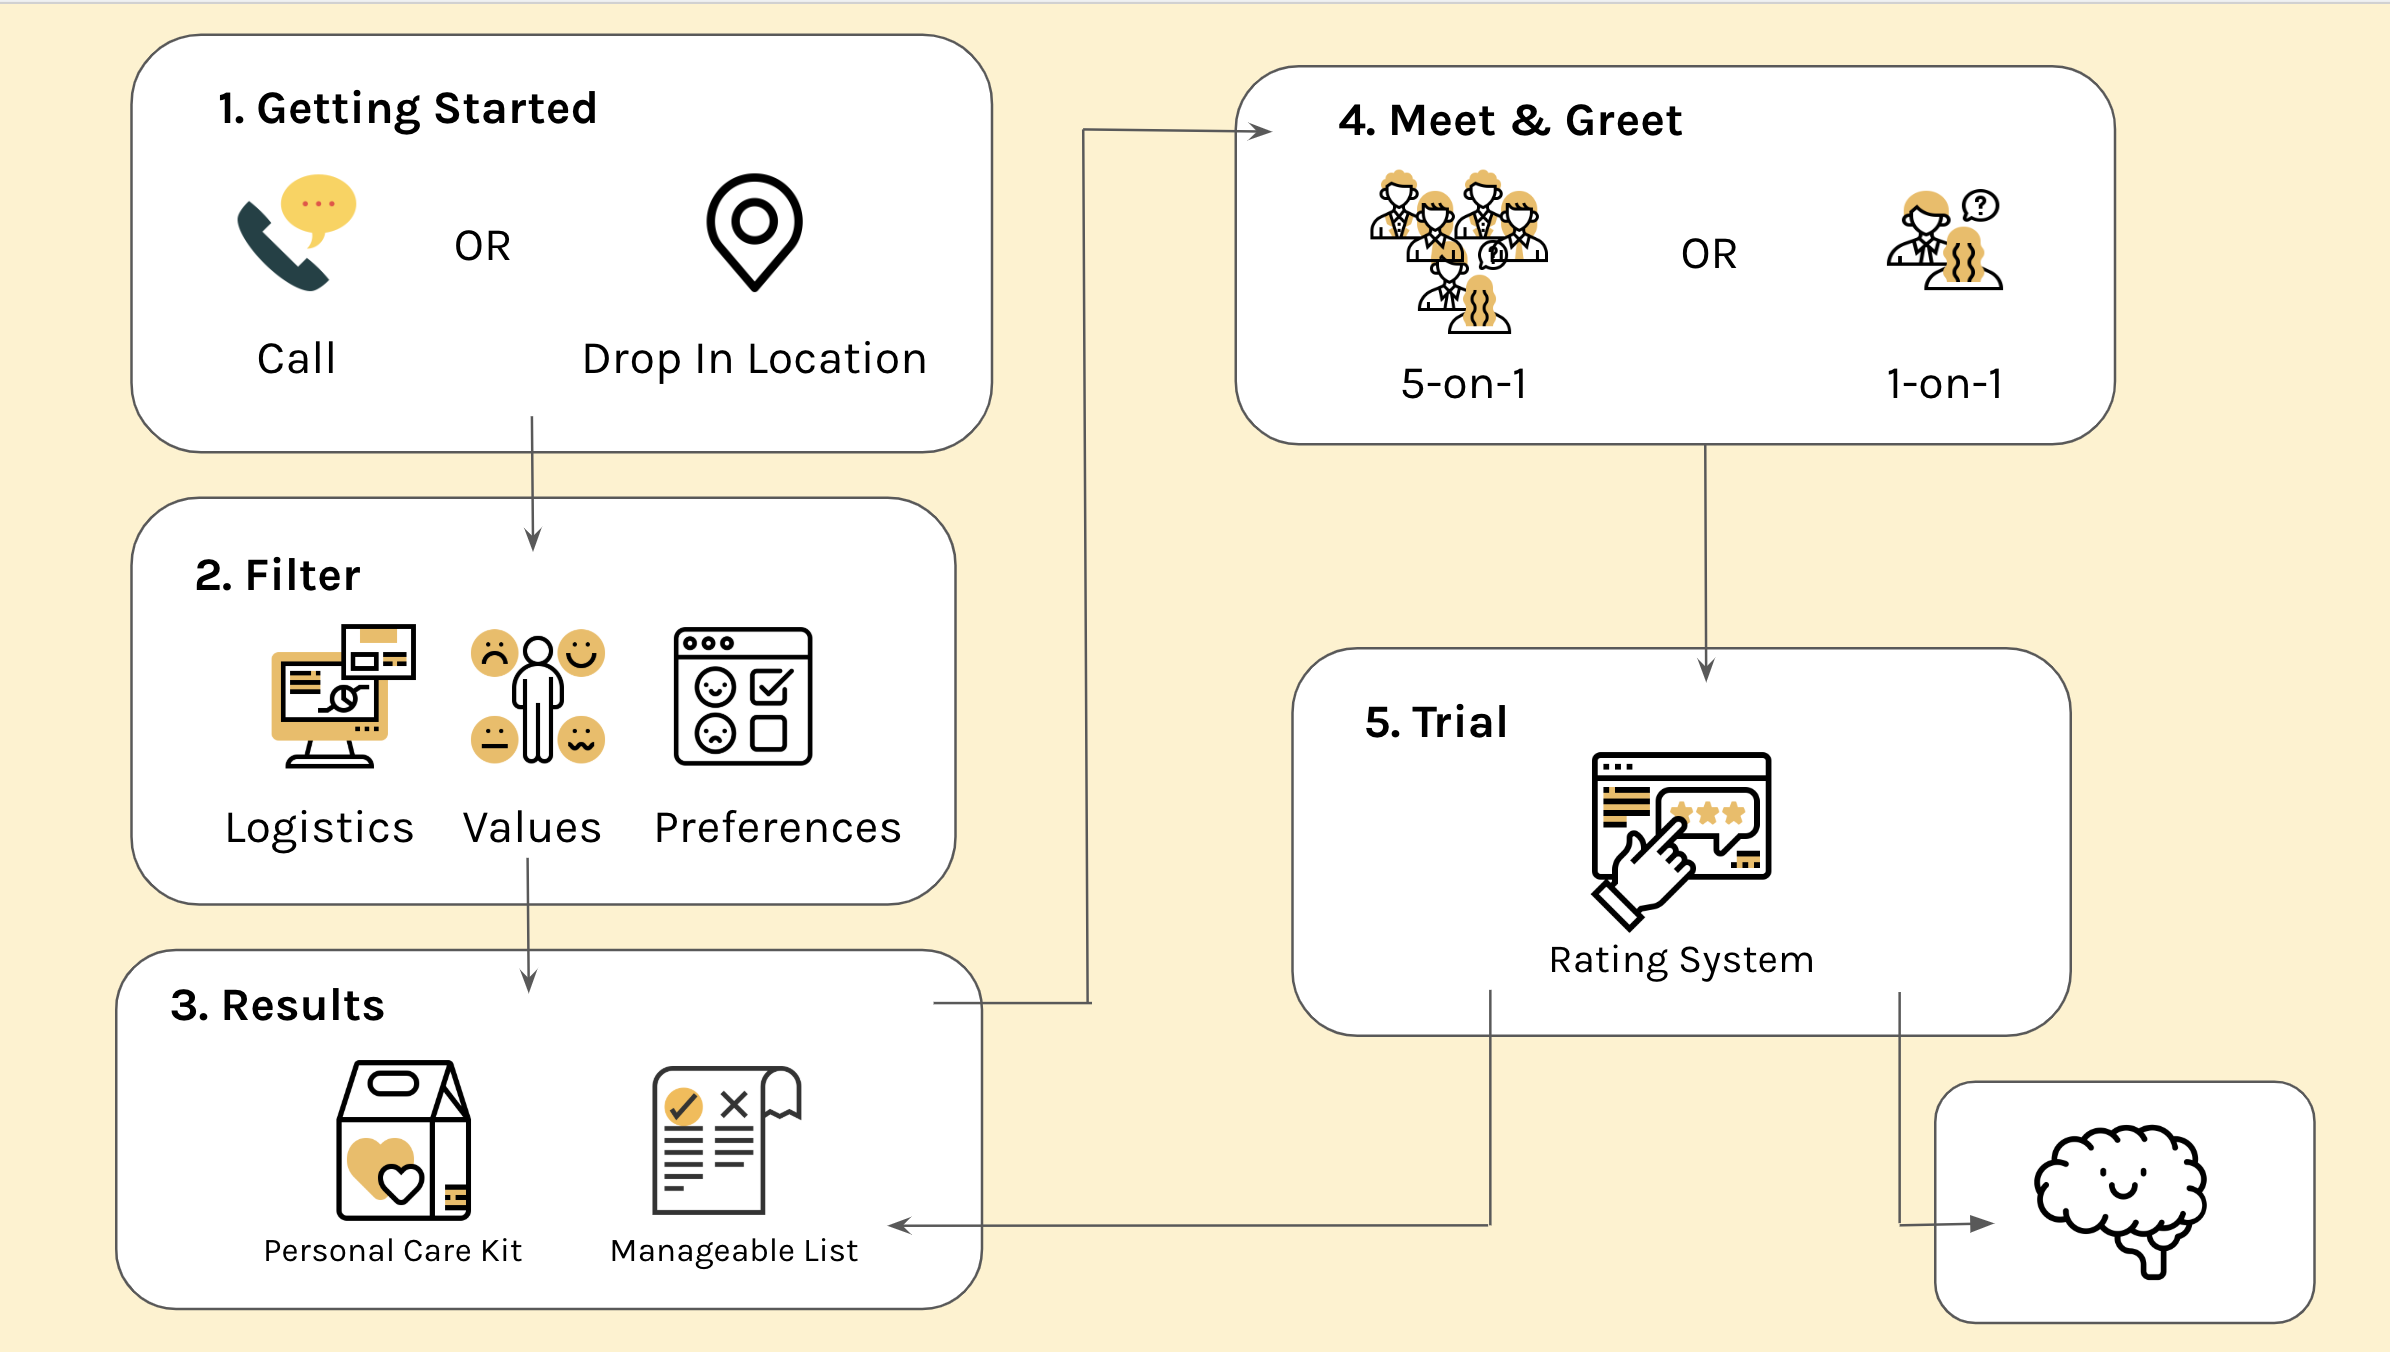 1. Getting Started
OR
Call
Drop In Location
2. Filter
Logistics
Values
Preferences
3. Results
Personal Care Kit
Manageable List
4. Meet & Greet
?
?
OR
5-on-1
1-on-1
5. Trial
Rating System